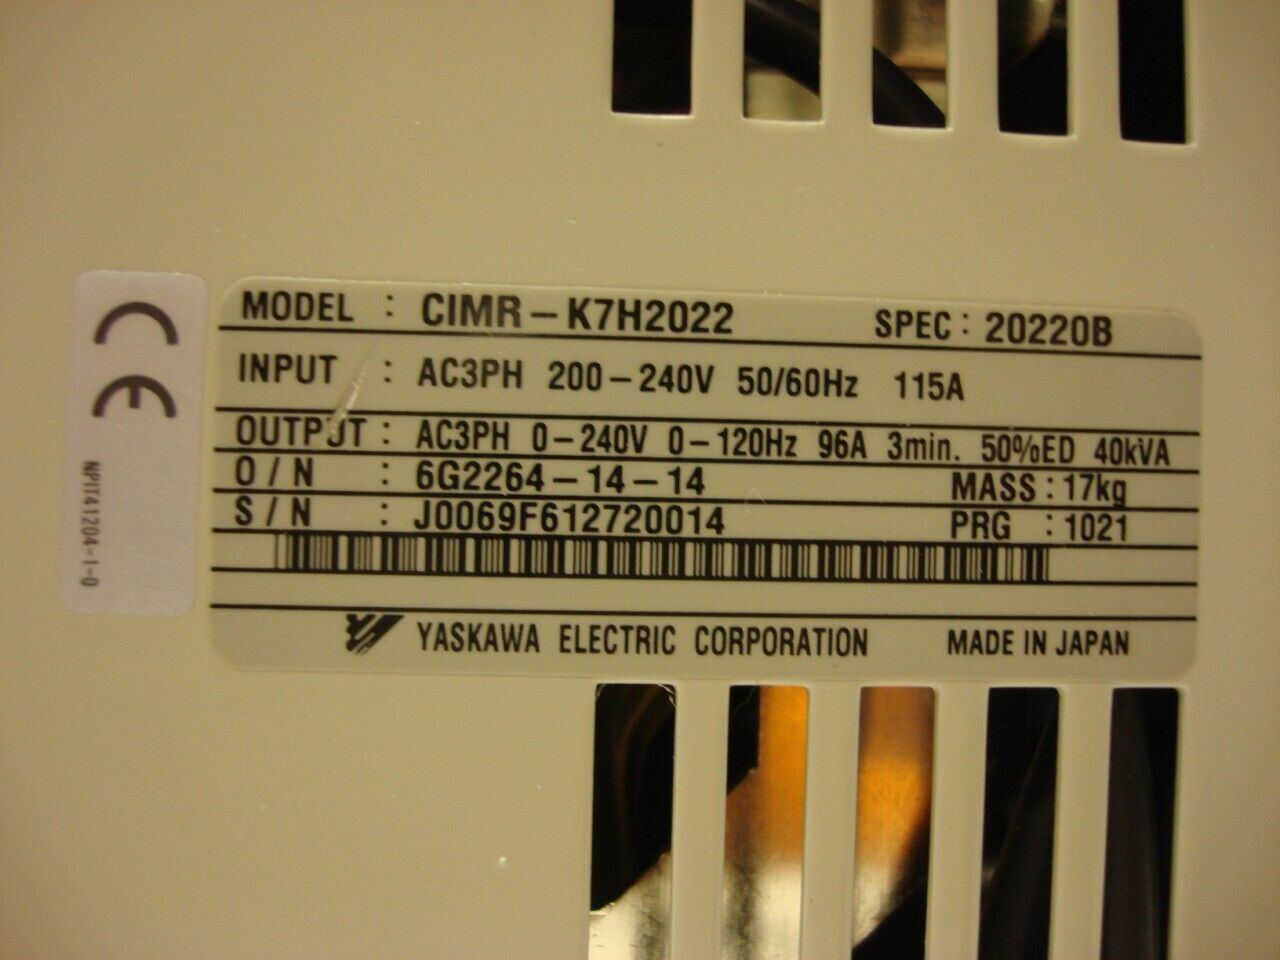 MODEL : CIMR-K7H2022 SPEC: 20220B
INPUT : AC3PH 200-240V 50/60Hz 115A
OUTPUT : AC3PH 0-240V 0-120Hz 96A 3min. 50%ED 40kVA
O/N : 6G2264-14-14 MASS : 17kg
S/N : J0069F612720014 PRG : 1021
YASKAWA ELECTRIC CORPORATION MADE IN JAPAN
CE
NPIT41204-1-0